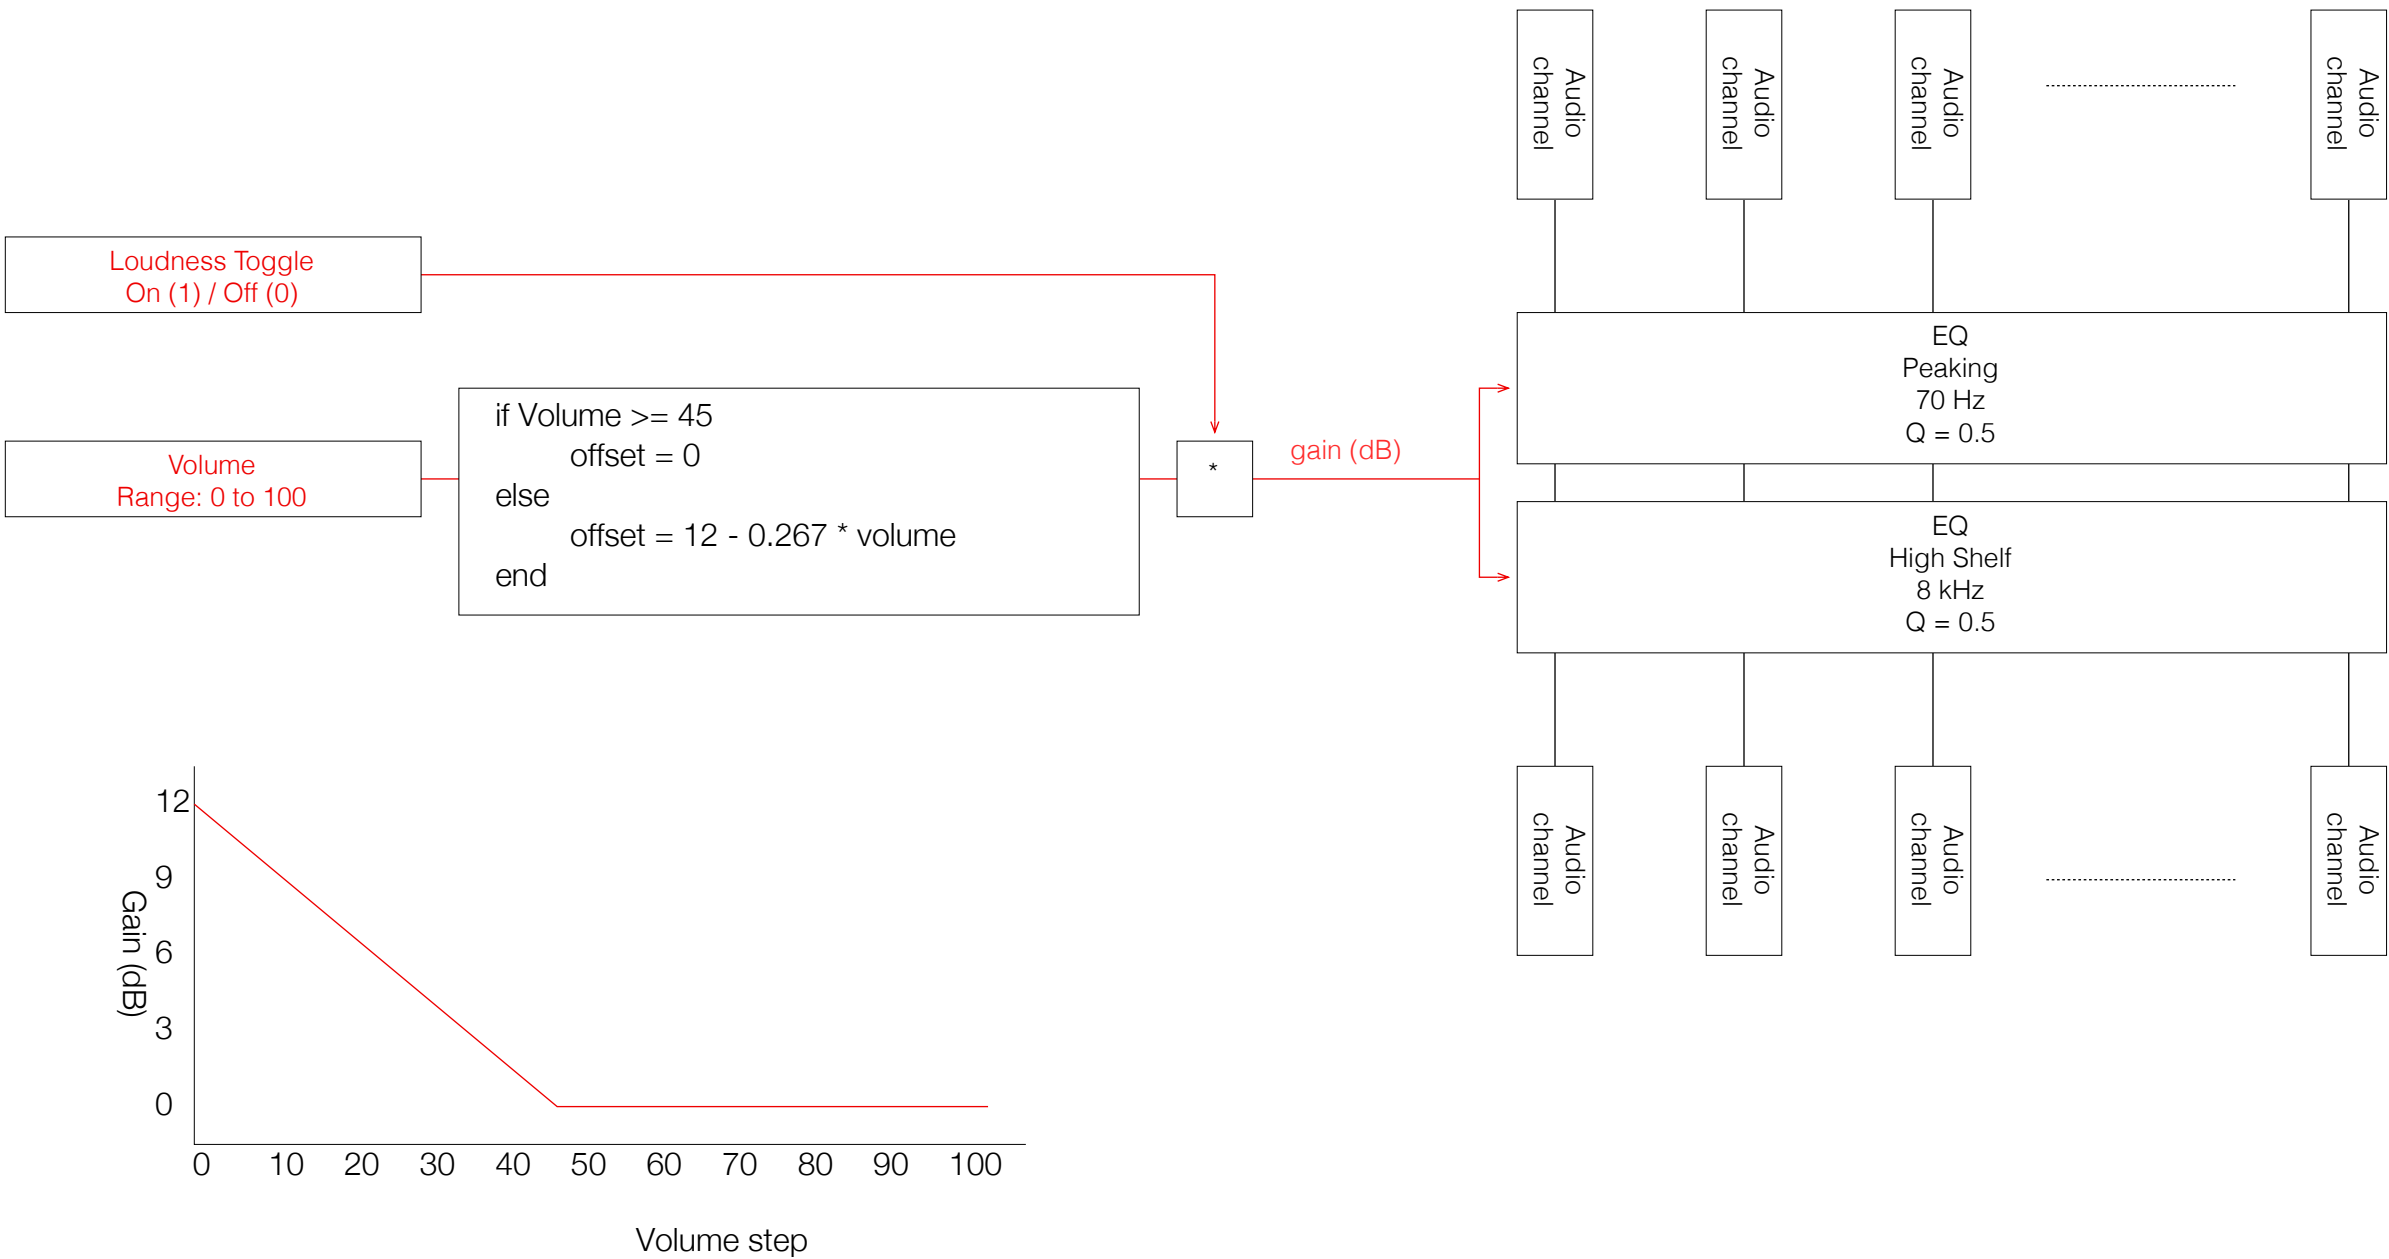 Audio
channel
Audio
channel
Audio
channel
Audio
channel
Loudness Toggle
On (1) / Off (0)
Volume
Range: 0 to 100
if Volume >= 45
offset = 0
else
offset = 12 - 0.267 * volume
end
*
gain (dB)
EQ
Peaking
70 Hz
Q = 0.5
EQ
High Shelf
8 kHz
Q = 0.5
Audio
channel
Audio
channel
Audio
channel
Audio
channel
12
9
6
3
0
Gain (dB)
0 10 20 30 40 50 60 70 80 90 100
Volume step